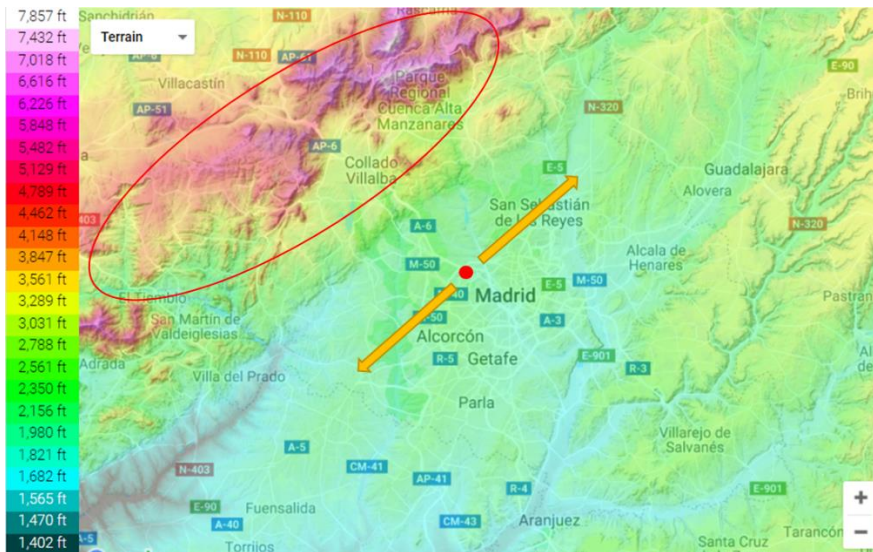 7,857 ft
7,432 ft
7,018 ft
6,616 ft
6,226 ft
5,848 ft
5,482 ft
5,129 ft
4,789 ft
4,462 ft
4,148 ft
3,847 ft
3,561 ft
3,289 ft
3,031 ft
2,788 ft
2,561 ft
2,350 ft
2,156 ft
1,980 ft
1,821 ft
1,682 ft
1,565 ft
1,470 ft
1,402 ft
Terrain
Sanchidrián
Rascafría
N-110
AP-6
N-110
AP-61
E-90
Villacastín
Parque
Regional
Cuenca Alta
Manzanares
AP-51
N-320
AP-6
Collado
Villalba
E-5
Guadalajara
Alovera
San Sebastián
de los Reyes
403
A-6
N-320
Alcala de
Henares
M-50
M-50
E-5
El Tiemblo
M-40
Madrid
San Martín de
Valdeiglesias
A-3
Alcorcón
Getafe
R-5
E-901
R-3
Adrada
Villa del Prado
Parla
Villarejo de
Salvanés
A-5
N-403
CM-41
AP-41
R-4
E-901
E-90
Fuensalida
A-40
CM-43
Aranjuez
Tarancón
Santa Cruz
A-5
Torrijos
+
−